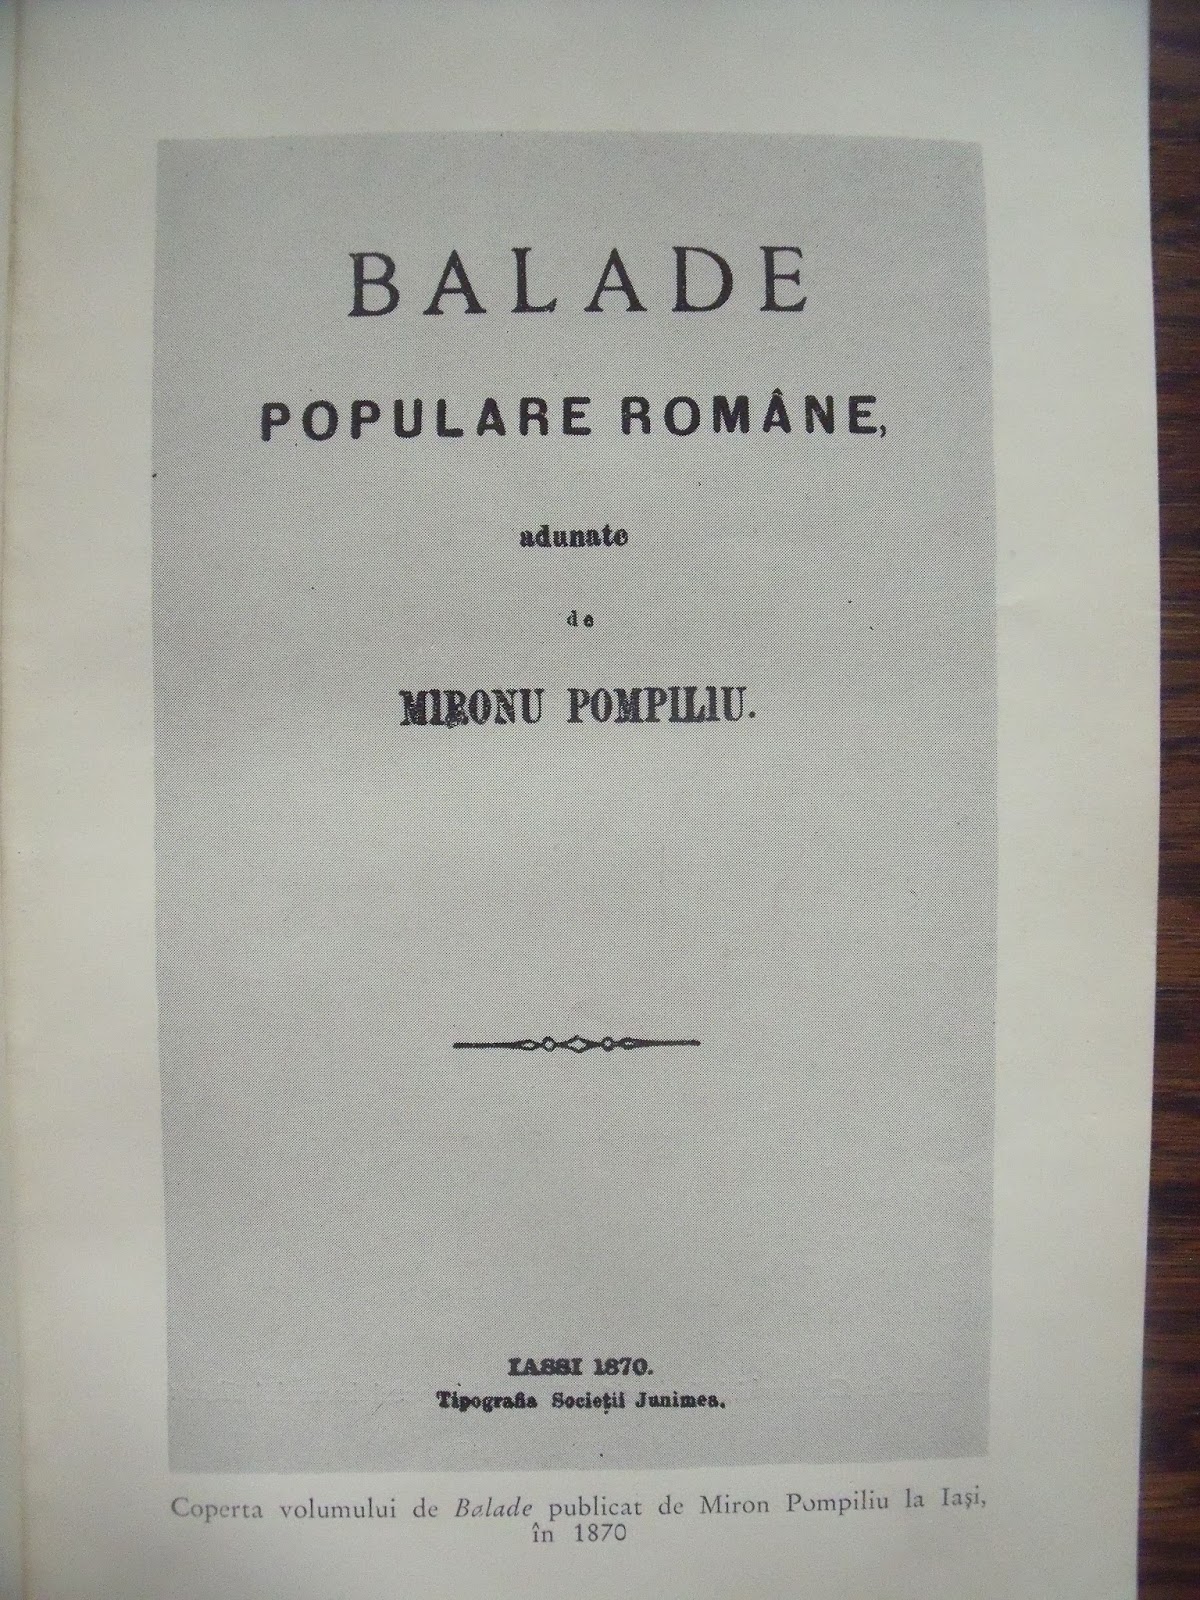 BALADE
POPULARE ROMÂNE,
adunate
de
MIRONU POMPILIU.
IASSI 1870.
Tipografia Societii Junimea.
Coperta volumului de Balade publicat de Miron Pompiliu la Iași,
în 1870